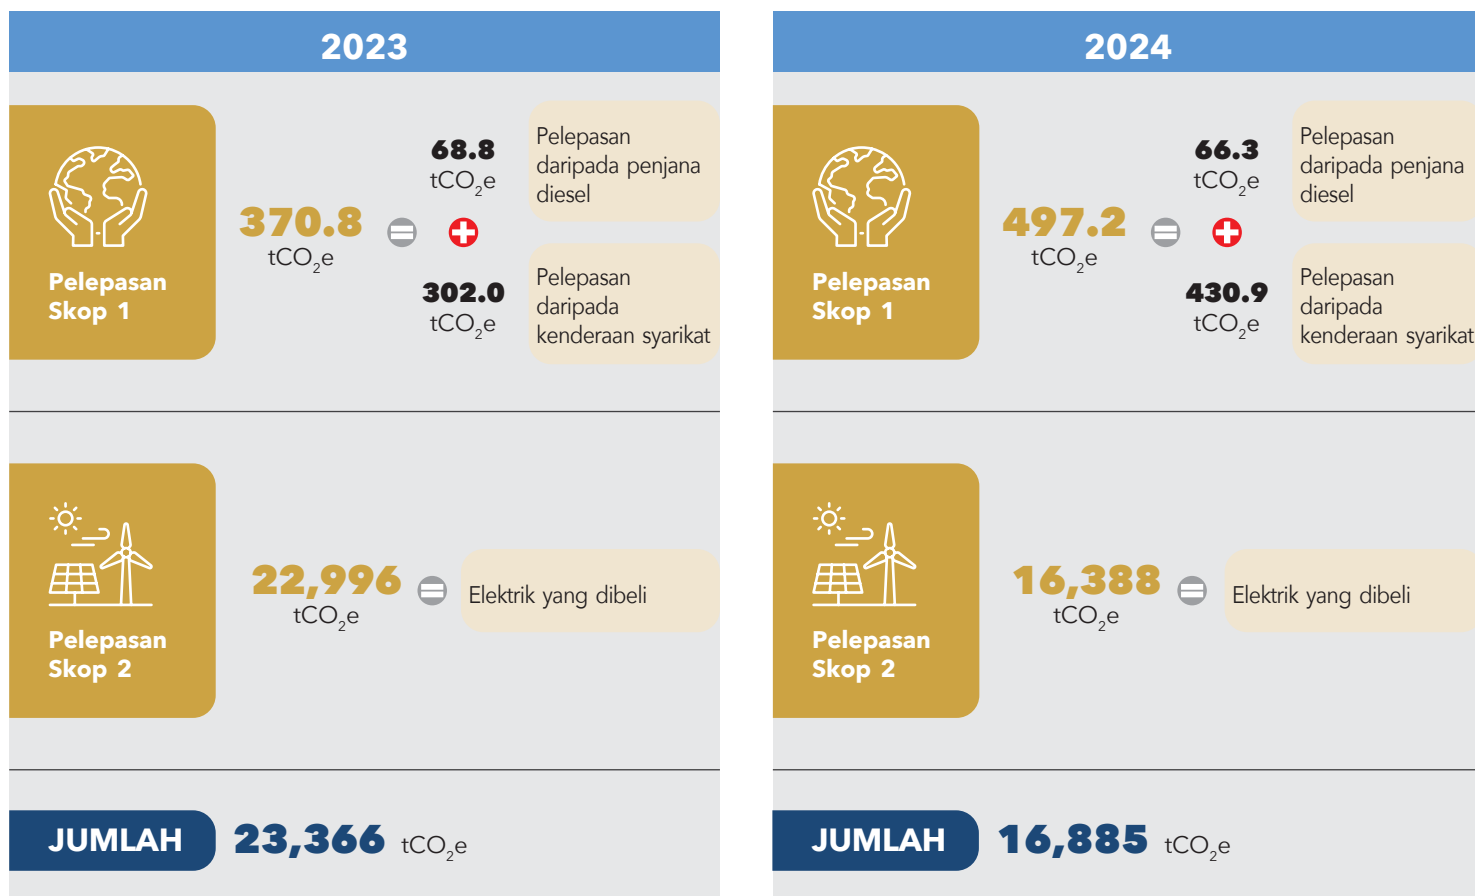 2023
Pelepasan
Skop 1
370.8
tCO₂e
68.8
tCO₂e
Pelepasan
daripada penjana
diesel
302.0
tCO₂e
Pelepasan
daripada
kenderaan syarikat
Pelepasan
Skop 2
22,996
tCO₂e
Elektrik yang dibeli
JUMLAH 23,366 tCO₂e
2024
Pelepasan
Skop 1
497.2
tCO₂e
66.3
tCO₂e
Pelepasan
daripada penjana
diesel
430.9
tCO₂e
Pelepasan
daripada
kenderaan syarikat
Pelepasan
Skop 2
16,388
tCO₂e
Elektrik yang dibeli
JUMLAH 16,885 tCO₂e